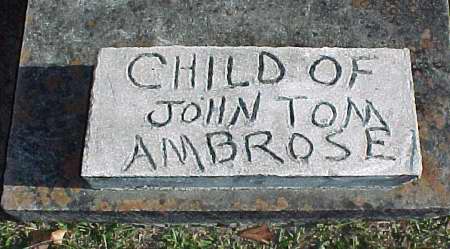 CHILD OF
JOHN TOM
AMBROSE